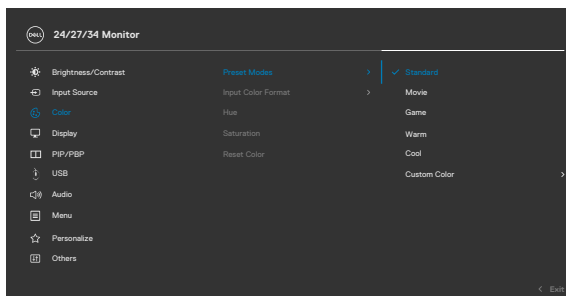 DELL 24/27/34 Monitor
Brightness/Contrast Preset Modes > ✓ Standard
Input Source Input Color Format > Movie
Color Hue Game
Display Saturation Warm
PIP/PBP Reset Color Cool
USB Custom Color >
Audio
Menu
Personalize
Others
< Exit